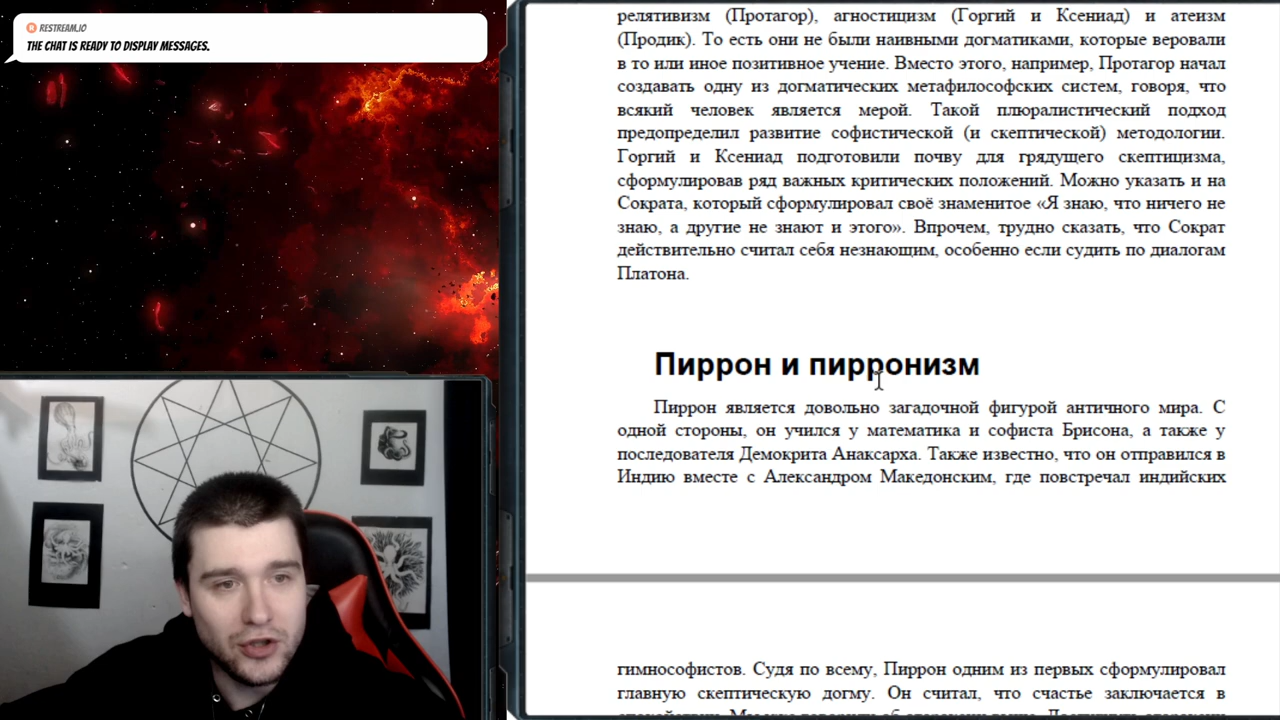 RESTREAM.IO
THE CHAT IS READY TO DISPLAY MESSAGES.
релятивизм (Протагор), агностицизм (Горгий и Ксениад) и атеизм
(Продик). То есть они не были наивными догматиками, которые веровали
в то или иное позитивное учение. Вместо этого, например, Протагор начал
создавать одну из догматических метафилософских систем, говоря, что
всякий человек является мерой. Такой плюралистический подход
предопределил развитие софистической (и скептической) методологии.
Горгий и Ксениад подготовили почву для грядущего скептицизма,
сформулировав ряд важных критических положений. Можно указать и на
Сократа, который сформулировал своё знаменитое «Я знаю, что ничего не
знаю, а другие не знают и этого». Впрочем, трудно сказать, что Сократ
действительно считал себя незнающим, особенно если судить по диалогам
Платона.
Пиррон и пирронизм
Пиррон является довольно загадочной фигурой античного мира. С
одной стороны, он учился у математика и софиста Брисона, а также у
последователя Демокрита Анаксарха. Также известно, что он отправился в
Индию вместе с Александром Македонским, где повстречал индийских
гимнософистов. Судя по всему, Пиррон одним из первых сформулировал
главную скептическую догму. Он считал, что счастье заключается в